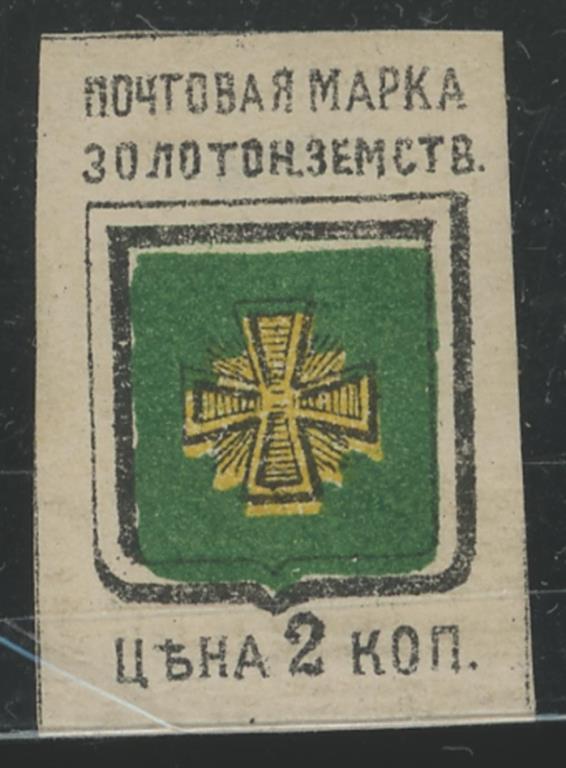 ПОЧТОВАЯ МАРКА
ЗОЛОТОН.ЗЕМСТВ.
ЦѢНА 2 КОП.